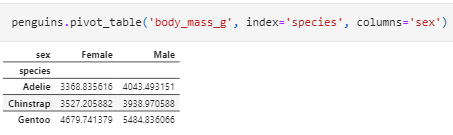 penguins.pivot_table('body_mass_g', index='species', columns='sex')
sex Female Male
species
Adelie 3368.835616 4043.493151
Chinstrap 3527.205882 3938.970588
Gentoo 4679.741379 5484.836066